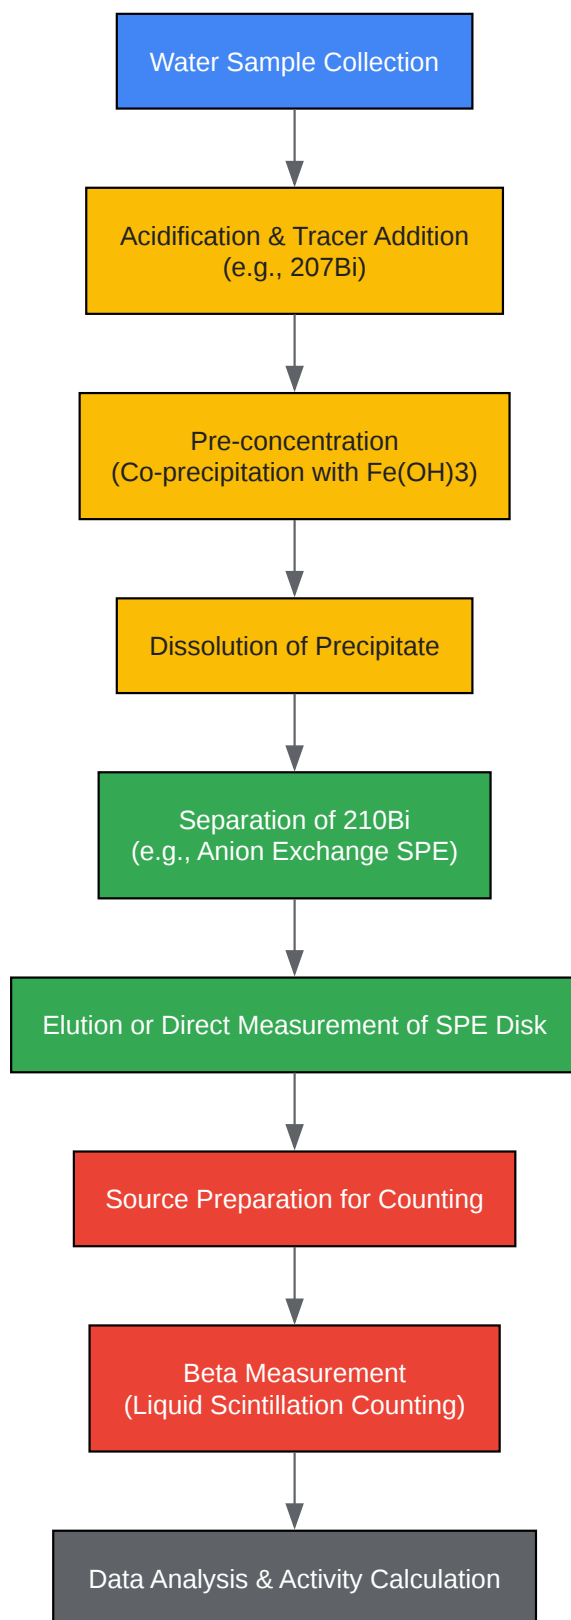 Water Sample Collection
Acidification & Tracer Addition
(e.g., 207Bi)
Pre-concentration
(Co-precipitation with Fe(OH)3)
Dissolution of Precipitate
Separation of 210Bi
(e.g., Anion Exchange SPE)
Elution or Direct Measurement of SPE Disk
Source Preparation for Counting
Beta Measurement
(Liquid Scintillation Counting)
Data Analysis & Activity Calculation